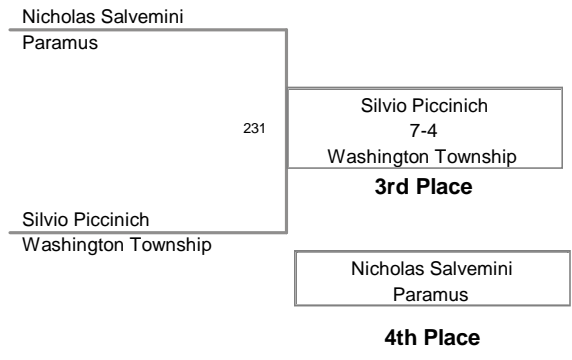 Nicholas Salvemini
Paramus
231
Silvio Piccinich
7-4
Washington Township
3rd Place
Silvio Piccinich
Washington Township
Nicholas Salvemini
Paramus
4th Place